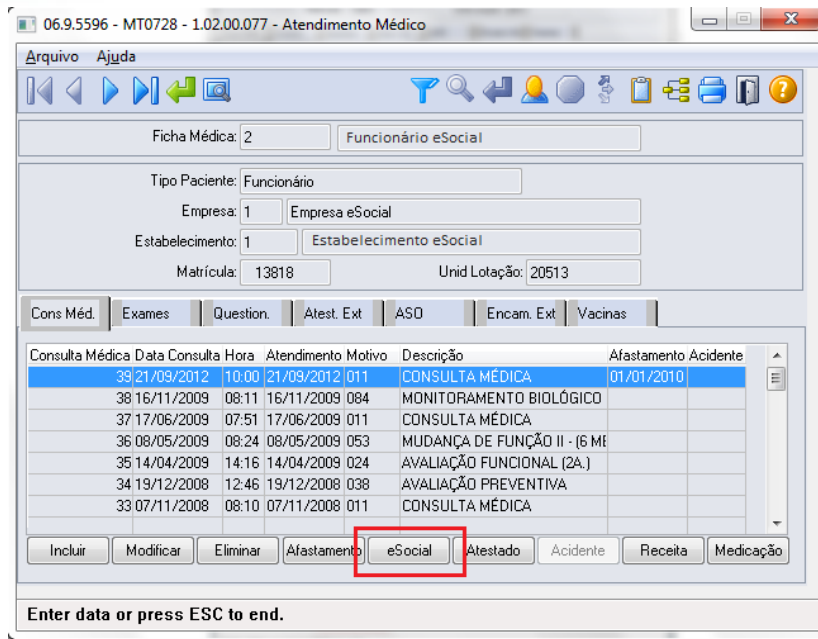 06.9.5596 - MT0728 - 1.02.00.077 - Atendimento Médico
Arquivo Ajuda
Ficha Médica: 2 Funcionário eSocial
Tipo Paciente: Funcionário
Empresa: 1 Empresa eSocial
Estabelecimento: 1 Estabelecimento eSocial
Matrícula: 13818 Unid Lotação: 20513
Cons Méd. Exames Question. Atest. Ext ASO Encam. Ext Vacinas
Consulta Médica Data Consulta Hora Atendimento Motivo Descrição Afastamento Acidente
39 21/09/2012 10:00 21/09/2012 011 CONSULTA MÉDICA 01/01/2010
38 16/11/2009 08:11 16/11/2009 084 MONITORAMENTO BIOLÓGICO
37 17/06/2009 07:51 17/06/2009 011 CONSULTA MÉDICA
36 08/05/2009 08:24 08/05/2009 053 MUDANÇA DE FUNÇÃO II - (6 ME
35 14/04/2009 14:16 14/04/2009 024 AVALIAÇÃO FUNCIONAL (2A.)
34 19/12/2008 12:46 19/12/2008 038 AVALIAÇÃO PREVENTIVA
33 07/11/2008 08:10 07/11/2008 011 CONSULTA MÉDICA
Incluir Modificar Eliminar Afastamento eSocial Atestado Acidente Receita Medicação
Enter data or press ESC to end.